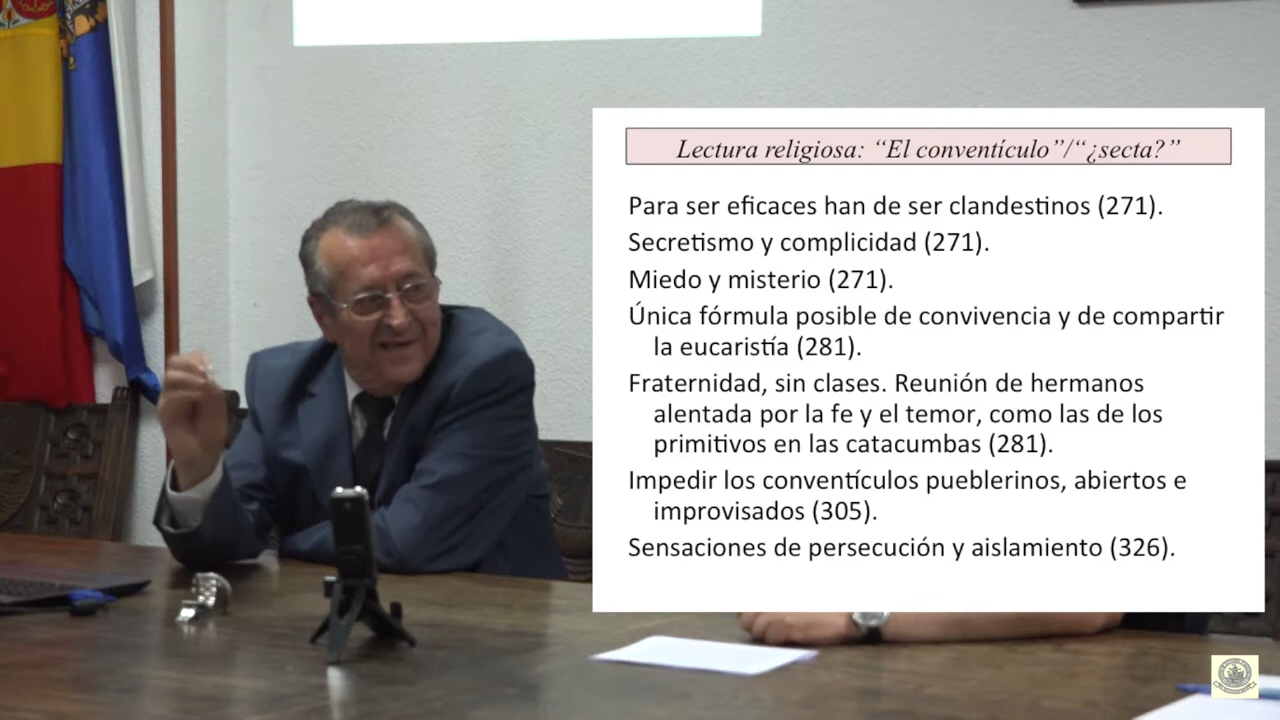 Lectura religiosa: “El conventículo”/“¿secta?”
Para ser eficaces han de ser clandestinos (271).
Secretismo y complicidad (271).
Miedo y misterio (271).
Única fórmula posible de convivencia y de compartir
la eucaristía (281).
Fraternidad, sin clases. Reunión de hermanos
alentada por la fe y el temor, como las de los
primitivos en las catacumbas (281).
Impedir los conventículos pueblerinos, abiertos e
improvisados (305).
Sensaciones de persecución y aislamiento (326).